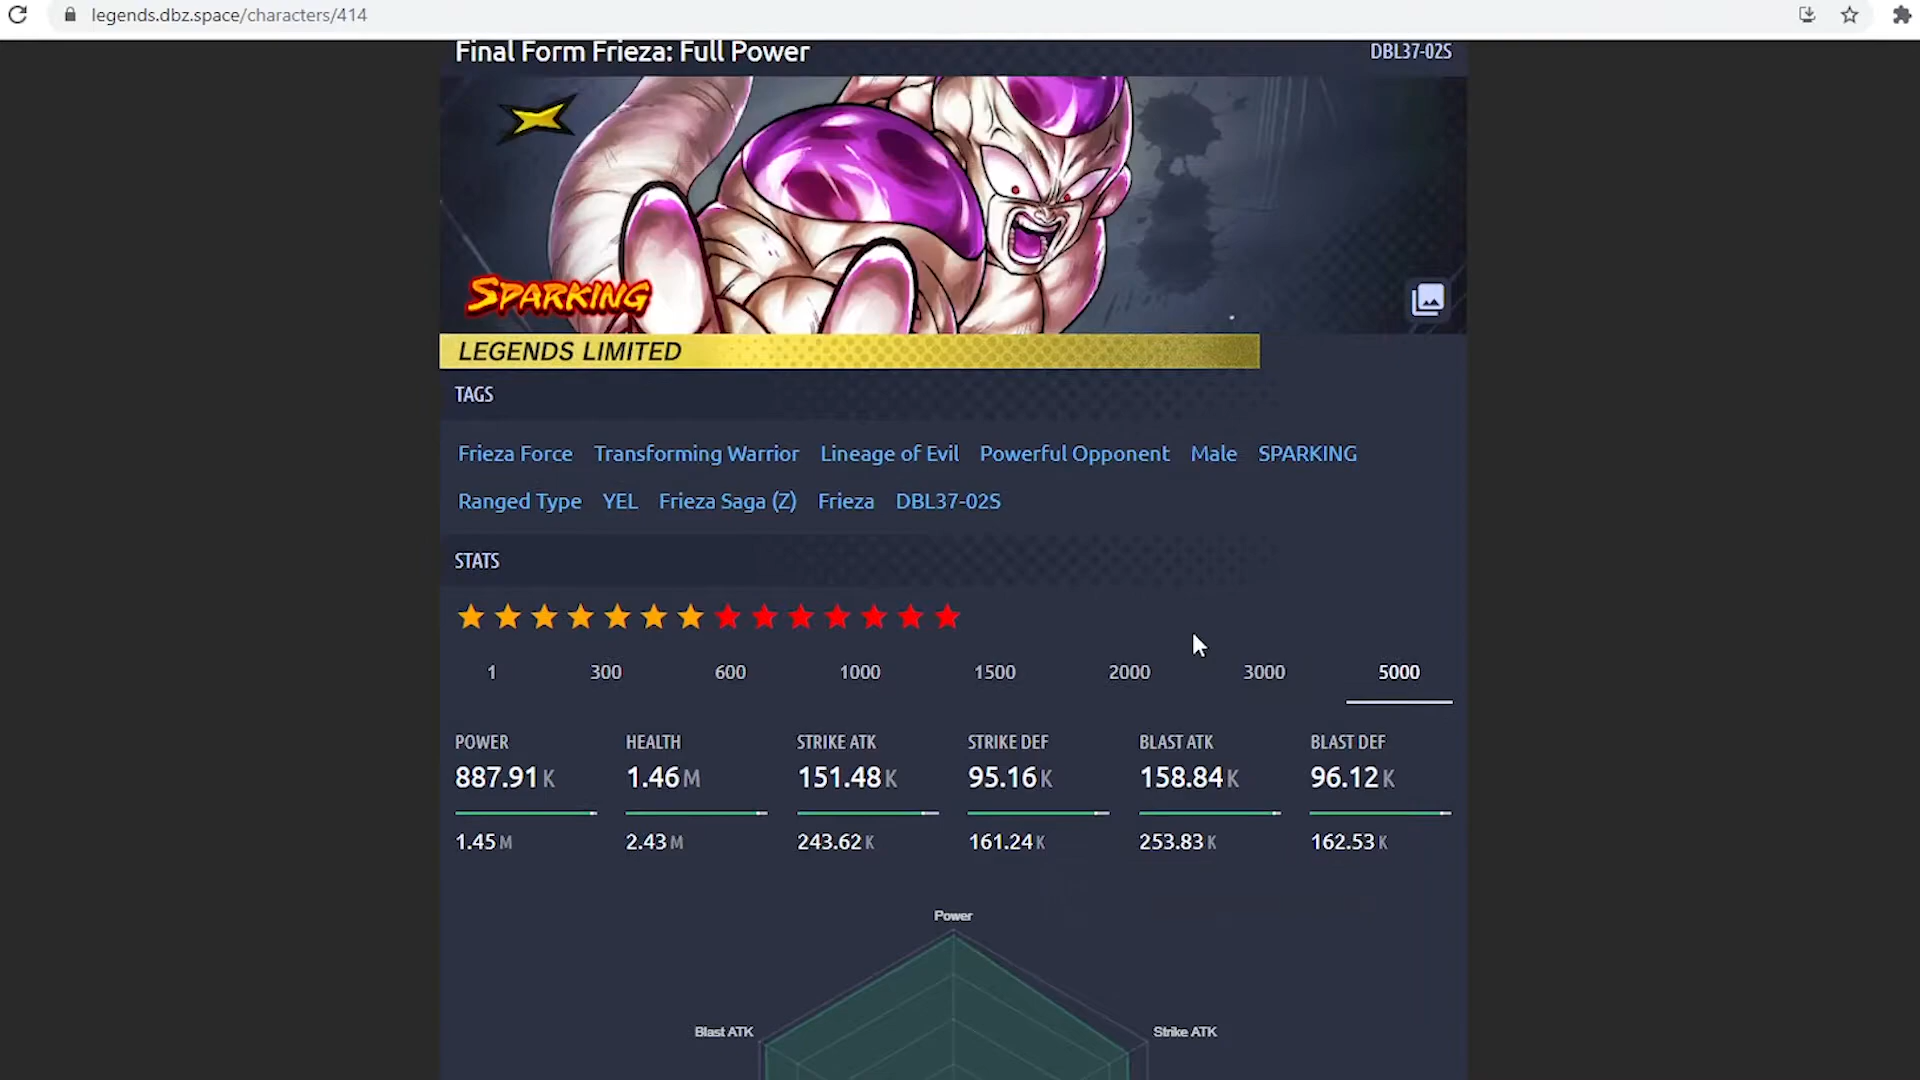 legends.dbz.space/characters/414
Final Form Frieza: Full Power DBL37-02S
SPARKING
LEGENDS LIMITED
TAGS
Frieza Force Transforming Warrior Lineage of Evil Powerful Opponent Male SPARKING
Ranged Type YEL Frieza Saga (Z) Frieza DBL37-02S
STATS
1 300 600 1000 1500 2000 3000 5000
POWER HEALTH STRIKE ATK STRIKE DEF BLAST ATK BLAST DEF
887.91 K 1.46 M 151.48 K 95.16 K 158.84 K 96.12 K
1.45 M 2.43 M 243.62 K 161.24 K 253.83 K 162.53 K
Power
Blast ATK Strike ATK